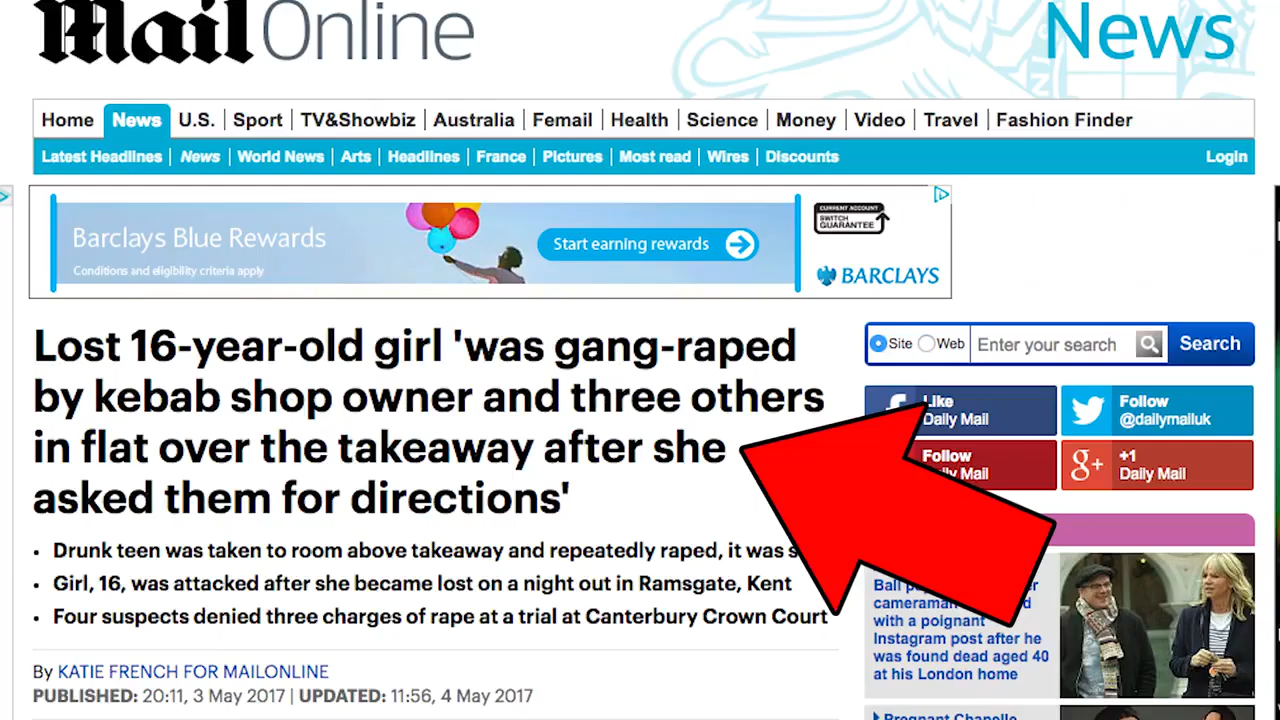 Mail Online
News
Home News U.S. Sport TV&Showbiz Australia Femail Health Science Money Video Travel Fashion Finder
Latest Headlines News World News Arts Headlines France Pictures Most read Wires Discounts Login
Barclays Blue Rewards
Conditions and eligibility criteria apply
Start earning rewards
CURRENT ACCOUNT
SWITCH
GUARANTEE
BARCLAYS
Lost 16-year-old girl 'was gang-raped
by kebab shop owner and three others
in flat over the takeaway after she
asked them for directions'
Drunk teen was taken to room above takeaway and repeatedly raped, it was
Girl, 16, was attacked after she became lost on a night out in Ramsgate, Kent
Four suspects denied three charges of rape at a trial at Canterbury Crown Court
By KATIE FRENCH FOR MAILONLINE
PUBLISHED: 20:11, 3 May 2017 | UPDATED: 11:56, 4 May 2017
Site Web Enter your search Search
Like
Daily Mail
Follow
@dailymailuk
Follow
Mail
+1
Daily Mail
Ball
cameraman
with a poignant
Instagram post after he
was found dead aged 40
at his London home
Pregnant Chapelle